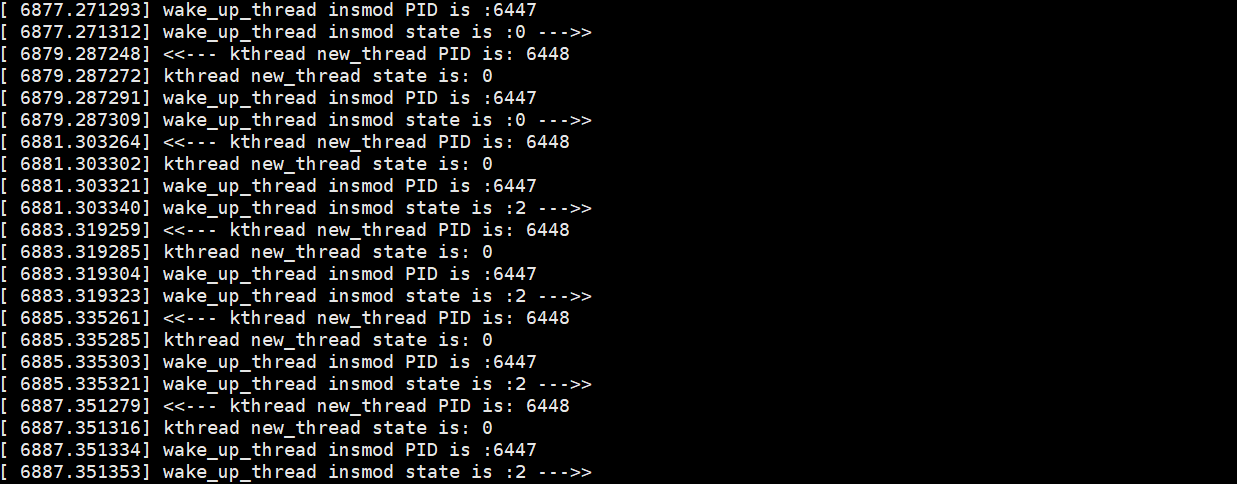 [ 6877.271293] wake_up_thread insmod PID is :6447
[ 6877.271312] wake_up_thread insmod state is :0 --->>
[ 6879.287248] <<--- kthread new_thread PID is: 6448
[ 6879.287272] kthread new_thread state is: 0
[ 6879.287291] wake_up_thread insmod PID is :6447
[ 6879.287309] wake_up_thread insmod state is :0 --->>
[ 6881.303264] <<--- kthread new_thread PID is: 6448
[ 6881.303302] kthread new_thread state is: 0
[ 6881.303321] wake_up_thread insmod PID is :6447
[ 6881.303340] wake_up_thread insmod state is :2 --->>
[ 6883.319259] <<--- kthread new_thread PID is: 6448
[ 6883.319285] kthread new_thread state is: 0
[ 6883.319304] wake_up_thread insmod PID is :6447
[ 6883.319323] wake_up_thread insmod state is :2 --->>
[ 6885.335261] <<--- kthread new_thread PID is: 6448
[ 6885.335285] kthread new_thread state is: 0
[ 6885.335303] wake_up_thread insmod PID is :6447
[ 6885.335321] wake_up_thread insmod state is :2 --->>
[ 6887.351279] <<--- kthread new_thread PID is: 6448
[ 6887.351316] kthread new_thread state is: 0
[ 6887.351334] wake_up_thread insmod PID is :6447
[ 6887.351353] wake_up_thread insmod state is :2 --->>